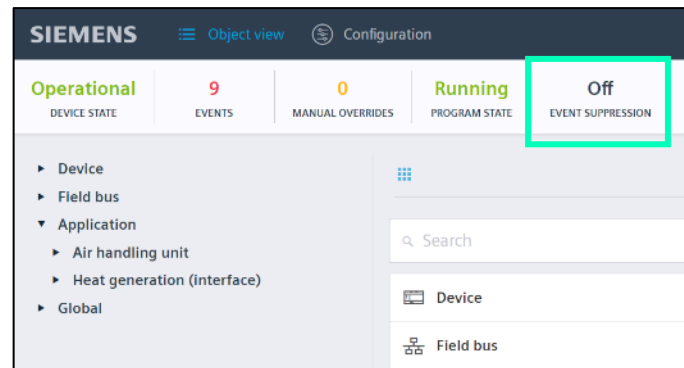 SIEMENS Object view Configuration
Operational 9 0 Running Off
DEVICE STATE EVENTS MANUAL OVERRIDES PROGRAM STATE EVENT SUPPRESSION
Device
Field bus
Application
Air handling unit
Heat generation (interface)
Global
Search
Device
Field bus